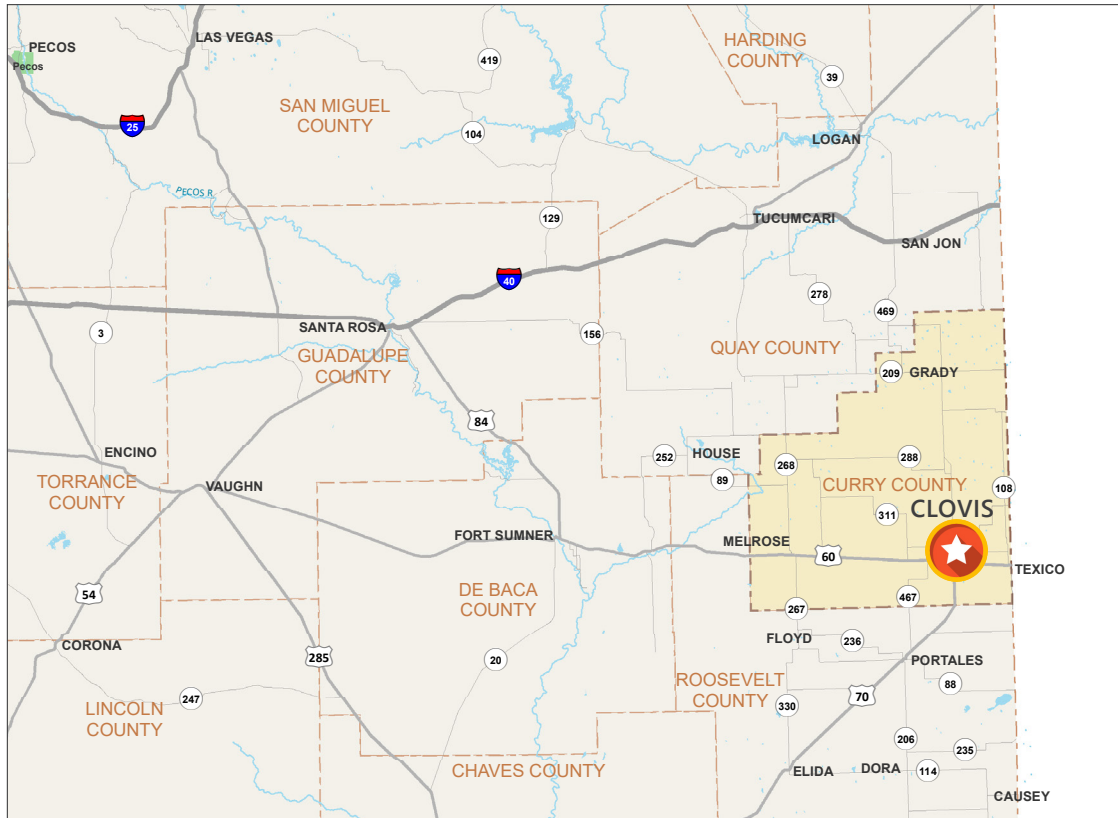 PECOS
Pecos
LAS VEGAS
419
HARDING
COUNTY
39
SAN MIGUEL
COUNTY
25
104
LOGAN
PECOS R.
129
TUCUMCARI
SAN JON
40
278
469
3
SANTA ROSA
156
GUADALUPE
COUNTY
QUAY COUNTY
209
GRADY
84
ENCINO
252
HOUSE
268
288
TORRANCE
COUNTY
VAUGHN
89
CURRY COUNTY
108
311
CLOVIS
FORT SUMNER
MELROSE
60
TEXICO
54
DE BACA
COUNTY
467
267
CORONA
285
20
FLOYD
236
PORTALES
ROOSEVELT
COUNTY
88
247
LINCOLN
COUNTY
330
70
206
235
CHAVES COUNTY
ELIDA
DORA
114
CAUSEY